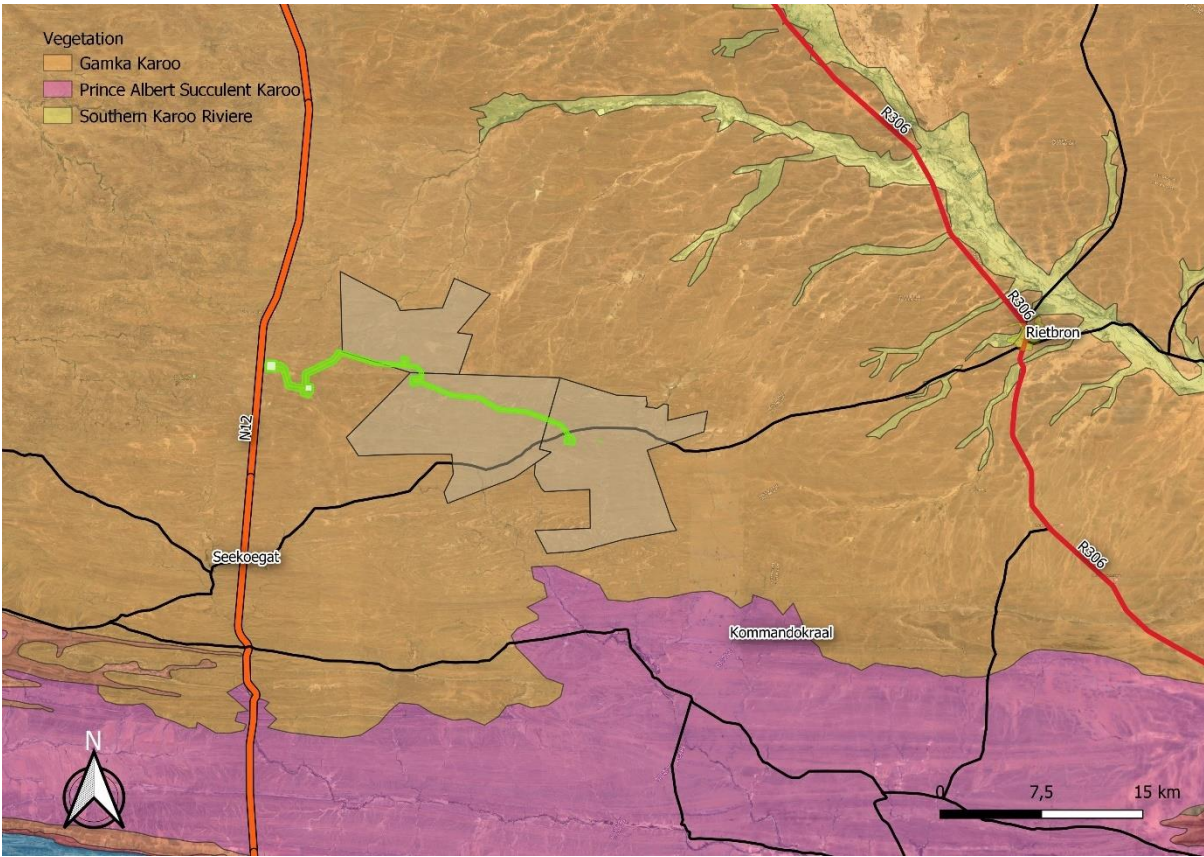 Vegetation
Gamka Karoo
Prince Albert Succulent Karoo
Southern Karoo Riviere
R306
R306
Rietbron
N12
Seekoegat
R306
Kommandokraal
N
0 7,5 15 km